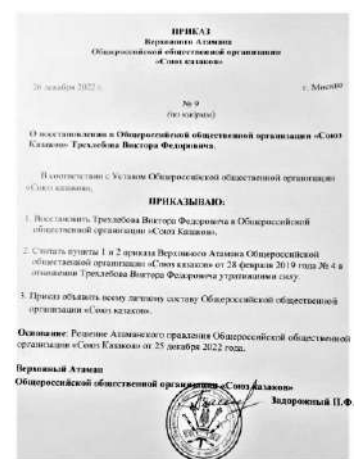 ПРИКАЗ
Верховного Атамана
Общероссийской общественной организации
«Союз казаков»
26 декабря 2022 г. г. Москва
№ 9
О восстановлении в Общероссийской общественной организации «Союз
Казаков» Трехлебова Виктора Федоровича.
В соответствии с Уставом Общероссийской общественной организации
«Союз казаков»,
ПРИКАЗЫВАЮ:
1. Восстановить Трехлебова Виктора Федоровича в Общероссийской
общественной организации «Союз Казаков».
2. Считать пункты 1 и 2 приказа Верховного Атамана Общероссийской
общественной организации «Союз казаков» от 28 февраля 2019 года № 4 в
отношении Трехлебова Виктора Федоровича утратившими силу.
3. Приказ объявить всему личному составу Общероссийской общественной
организации «Союз казаков».
Основание: Решение Атаманского правления Общероссийской общественной
организации «Союз Казаков» от 25 декабря 2022 года.
Верховный Атаман
Общероссийской общественной организации «Союз казаков»
Задорожный П.Ф.